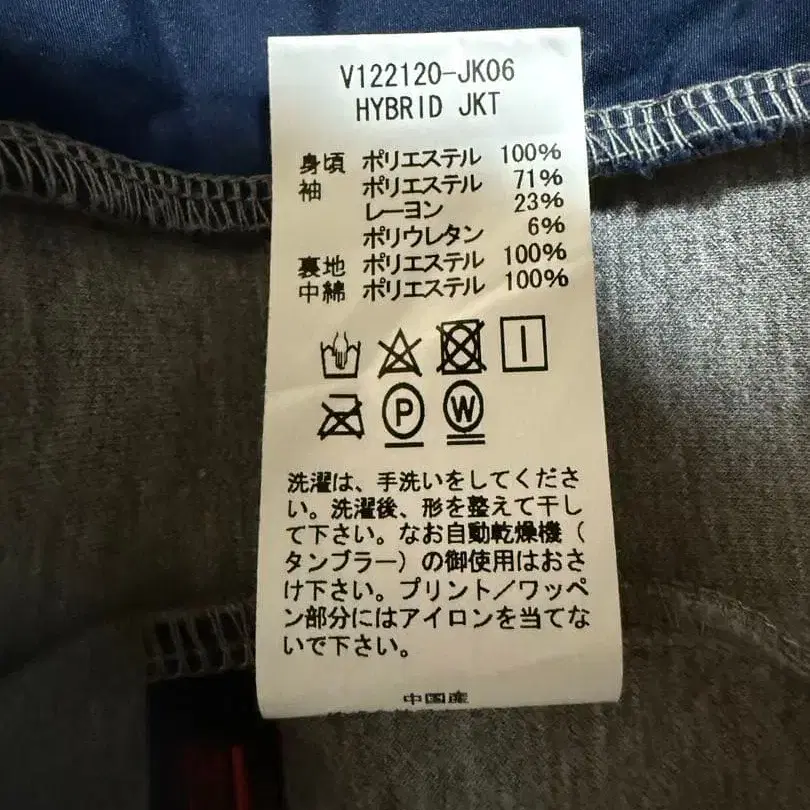 V122120-JK06
HYBRID JKT
身頃 ポリエステル 100%
袖 ポリエステル 71%
レーヨン 23%
ポリウレタン 6%
裏地 ポリエステル 100%
中綿 ポリエステル 100%
P W
洗濯は、手洗いをしてくださ
い。洗濯後、形を整えて干し
て下さい。なお自動乾燥機（
タンブラー）の御使用はおさ
け下さい。プリント／ワッペ
ン部分にはアイロンを当てな
いで下さい。
中国産